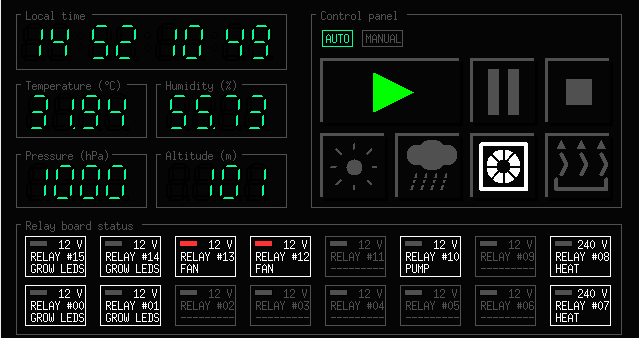 Local time
14 52 10 49
Control panel
AUTO MANUAL
Temperature (°C)
31.94
Humidity (%)
55.73
Pressure (hPa)
1000
Altitude (m)
101
Relay board status
12 V
RELAY #15
GROW LEDS
12 V
RELAY #14
GROW LEDS
12 V
RELAY #13
FAN
12 V
RELAY #12
FAN
12 V
RELAY #11
---------
12 V
RELAY #10
PUMP
12 V
RELAY #09
---------
240 V
RELAY #08
HEAT
12 V
RELAY #00
GROW LEDS
12 V
RELAY #01
GROW LEDS
12 V
RELAY #02
---------
12 V
RELAY #03
---------
12 V
RELAY #04
---------
12 V
RELAY #05
---------
12 V
RELAY #06
---------
240 V
RELAY #07
HEAT